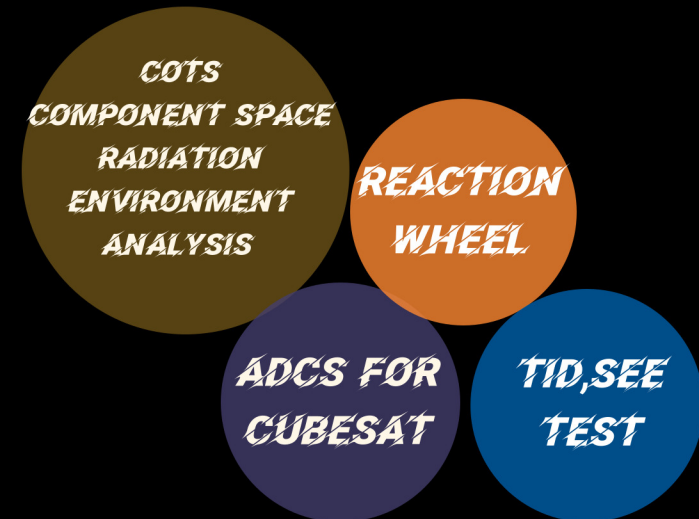 COTS
COMPONENT SPACE
RADIATION
ENVIRONMENT
ANALYSIS
REACTION
WHEEL
ADCS FOR
CUBESAT
TID,SEE
TEST